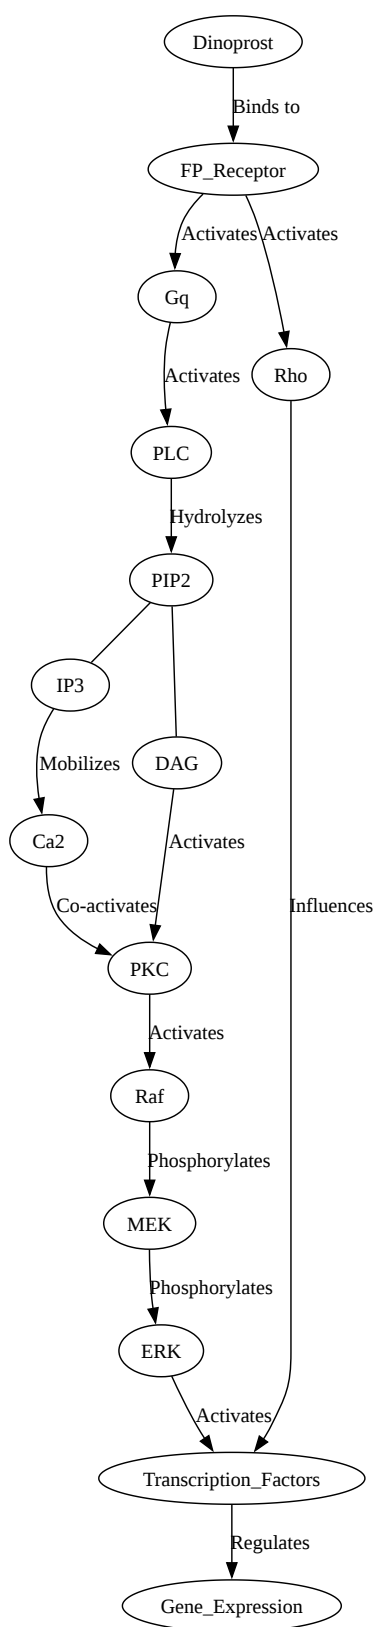 Dinoprost
Binds to
FP_Receptor
Activates
Activates
Gq
Rho
Activates
PLC
Hydrolyzes
PIP2
IP3
Mobilizes
DAG
Ca2
Activates
Co-activates
Influences
PKC
Activates
Raf
Phosphorylates
MEK
Phosphorylates
ERK
Activates
Transcription_Factors
Regulates
Gene_Expression